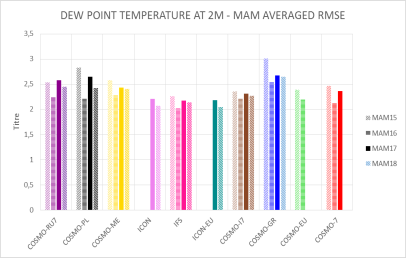 DEW POINT TEMPERATURE AT 2M - MAM AVERAGED RMSE
3,5
3
2,5
2
1,5
1
0,5
0
Titre
COSMO-RU7
COSMO-PL
COSMO-ME
ICON
IFS
ICON-EU
COSMO-I7
COSMO-GR
COSMO-EU
COSMO-7
MAM15
MAM16
MAM17
MAM18